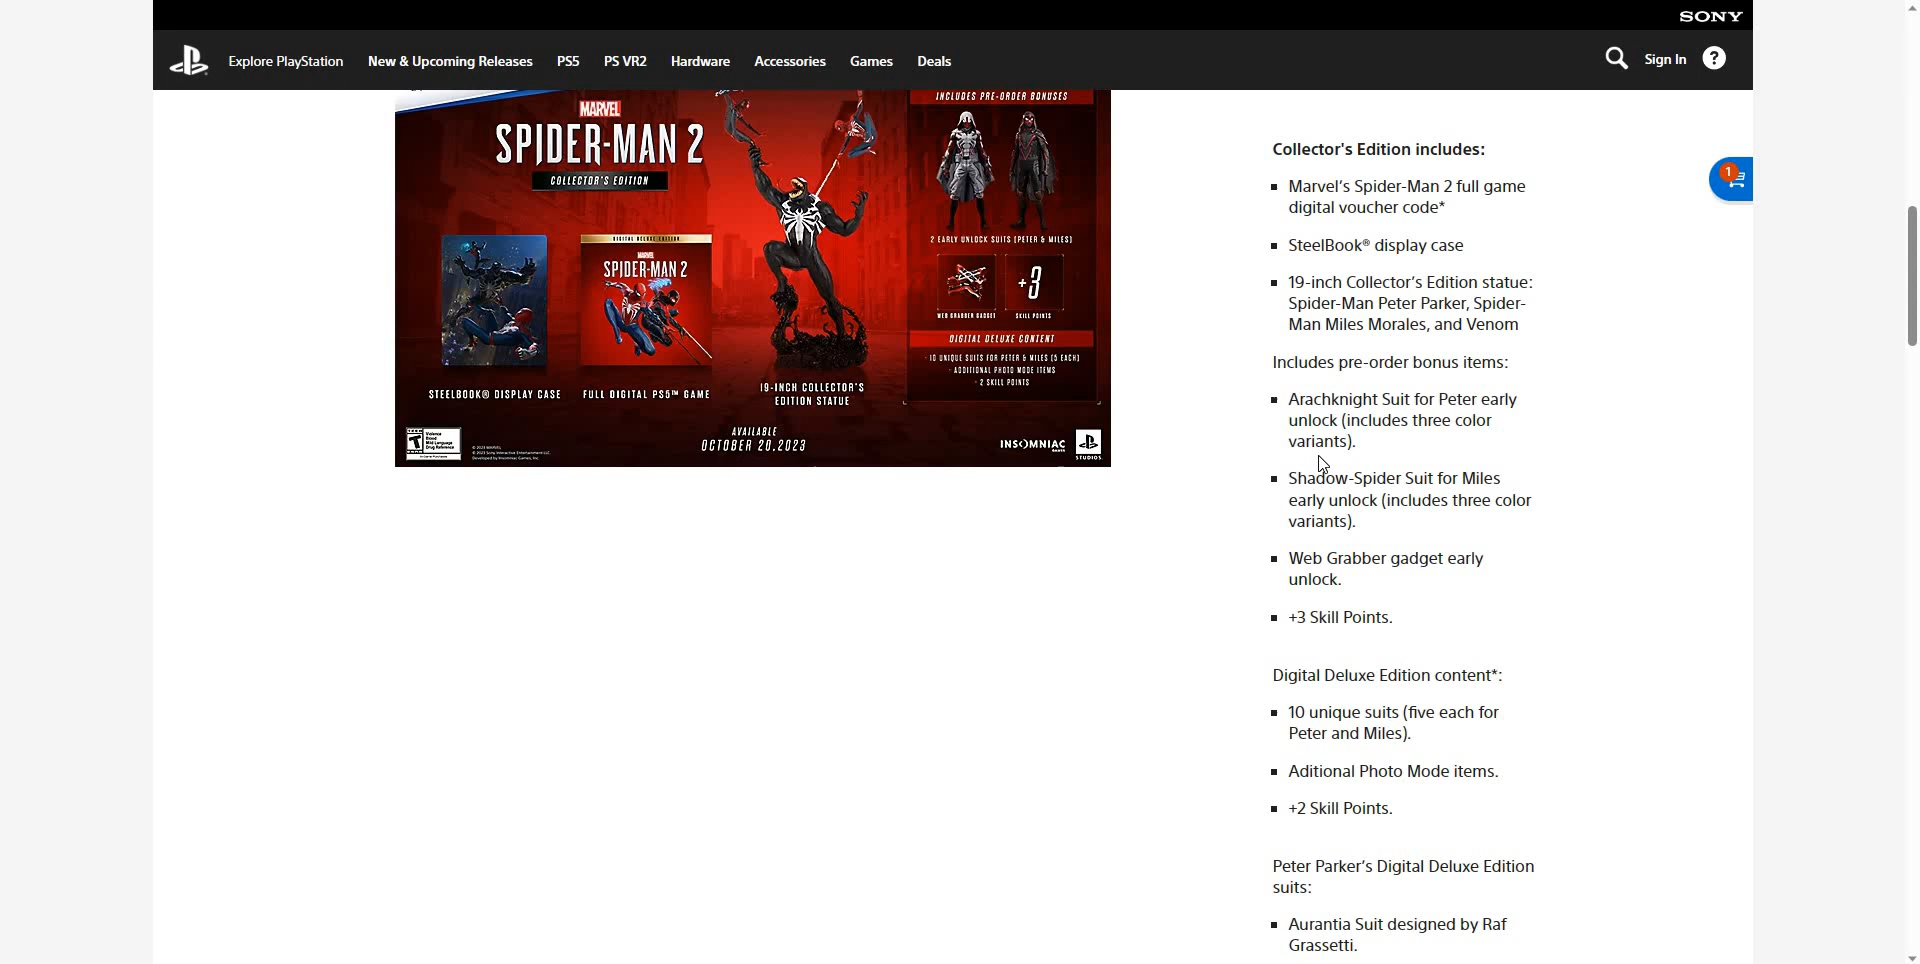 SONY
Explore PlayStation
New & Upcoming Releases
PS5
PS VR2
Hardware
Accessories
Games
Deals
Sign In
?
1
MARVEL
SPIDER-MAN 2
COLLECTOR'S EDITION
STEELBOOK® DISPLAY CASE
DIGITAL DELUXE EDITION
MARVEL
SPIDER-MAN 2
FULL DIGITAL PS5™ GAME
19-INCH COLLECTOR'S
EDITION STATUE
INCLUDES PRE-ORDER BONUSES
2 EARLY UNLOCK SUITS (PETER & MILES)
WEB GRABBER GADGET
+3
SKILL POINTS
DIGITAL DELUXE CONTENT
· 10 UNIQUE SUITS FOR PETER & MILES (5 EACH)
· ADDITIONAL PHOTO MODE ITEMS
· 2 SKILL POINTS
TEEN
T
AVAILABLE
OCTOBER 20.2023
INSOMNIAC
GAMES
STUDIOS
Collector's Edition includes:
▪ Marvel's Spider-Man 2 full game
digital voucher code*
▪ SteelBook® display case
▪ 19-inch Collector's Edition statue:
Spider-Man Peter Parker, Spider-
Man Miles Morales, and Venom
Includes pre-order bonus items:
▪ Arachknight Suit for Peter early
unlock (includes three color
variants).
▪ Shadow-Spider Suit for Miles
early unlock (includes three color
variants).
▪ Web Grabber gadget early
unlock.
▪ +3 Skill Points.
Digital Deluxe Edition content*:
▪ 10 unique suits (five each for
Peter and Miles).
▪ Aditional Photo Mode items.
▪ +2 Skill Points.
Peter Parker's Digital Deluxe Edition
suits:
▪ Aurantia Suit designed by Raf
Grassetti.